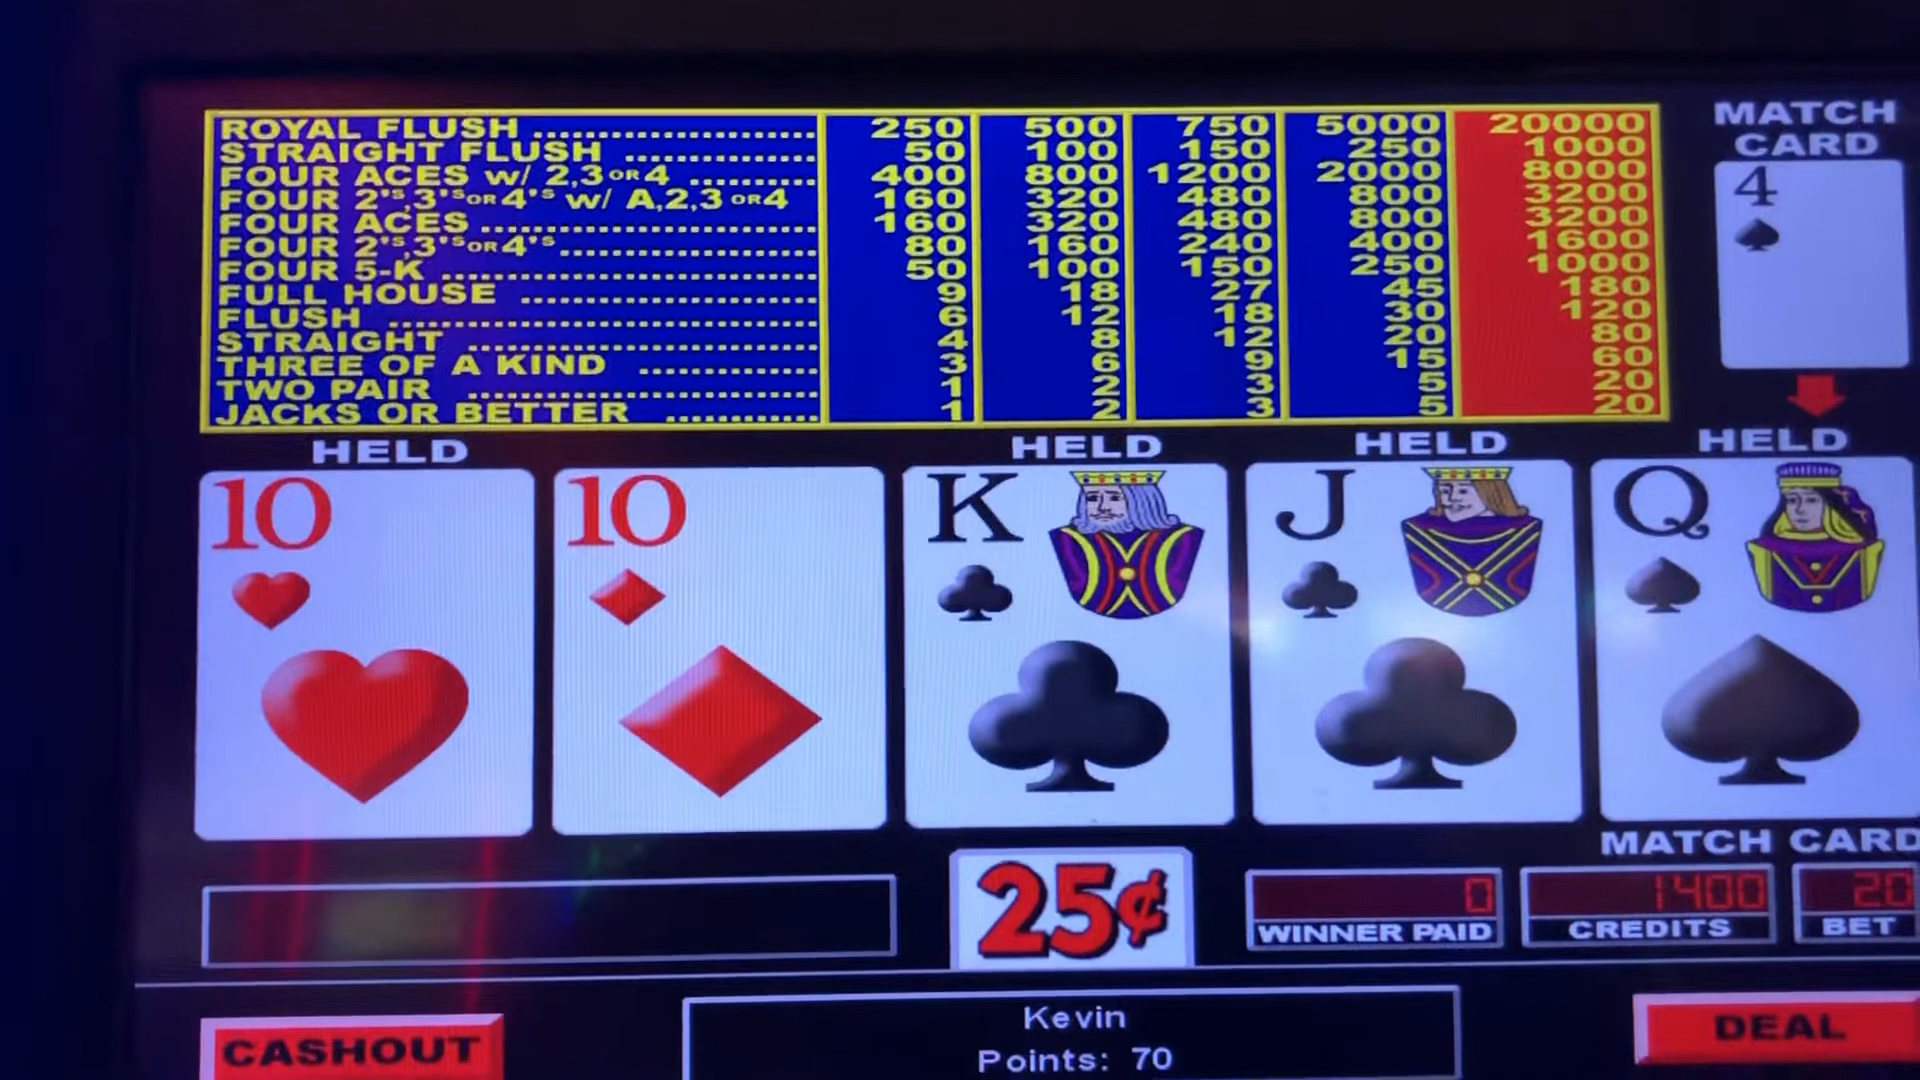 MATCH
CARD
ROYAL FLUSH ........................ 250 500 750 5000 20000
STRAIGHT FLUSH ................ 50 100 150 250 1000
FOUR ACES w/ 2,3 OR 4 .......... 400 800 1200 2000 8000
FOUR 2's,3's OR 4's w/ A,2,3 OR 4 160 320 480 800 3200
FOUR ACES ............................ 160 320 480 800 3200
FOUR 2's,3's OR 4's ..................... 80 160 240 400 1600
FOUR 5-K ................................ 50 100 150 250 1000
FULL HOUSE ......................... 9 18 27 45 180
FLUSH .................................... 6 12 18 30 120
STRAIGHT ............................. 4 8 12 20 80
THREE OF A KIND ............... 3 6 9 15 60
TWO PAIR ............................. 1 2 3 5 20
JACKS OR BETTER ............. 1 2 3 5 20
4
HELD HELD HELD HELD
10 10 K J Q
MATCH CARD
25¢
0 1400 20
WINNER PAID CREDITS BET
CASHOUT
Kevin
Points: 70
DEAL